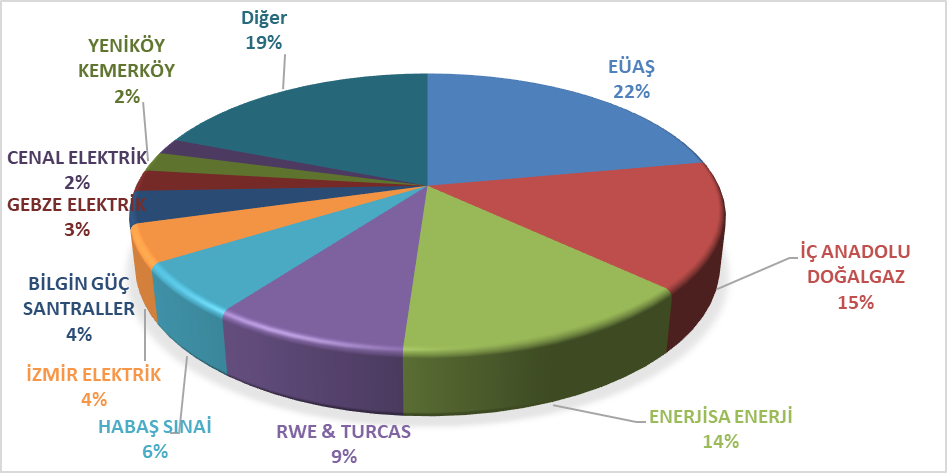 EÜAŞ
22%
İÇ ANADOLU
DOĞALGAZ
15%
ENERJİSA ENERJİ
14%
RWE & TURCAS
9%
HABAŞ SINAİ
6%
İZMİR ELEKTRİK
4%
BİLGİN GÜÇ
SANTRALLER
4%
GEBZE ELEKTRİK
3%
CENAL ELEKTRİK
2%
YENİKÖY
KEMERKÖY
2%
Diğer
19%